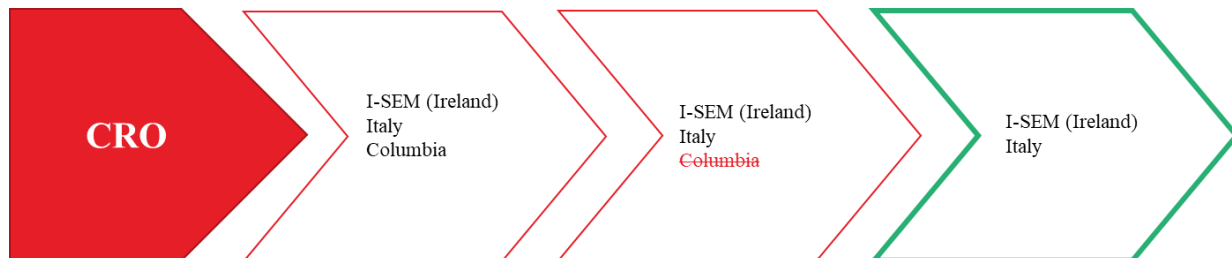 CRO
I-SEM (Ireland)
Italy
Columbia
I-SEM (Ireland)
Italy
Columbia
I-SEM (Ireland)
Italy